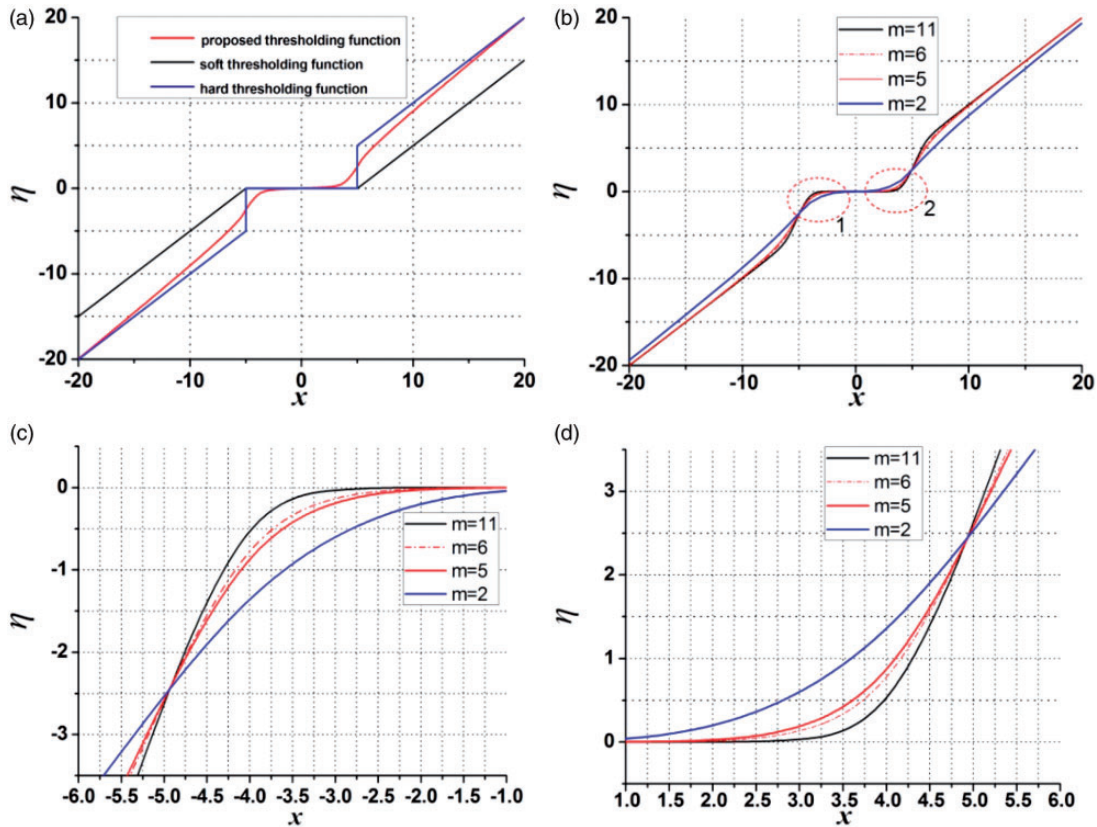 (a)
20
10
0
-10
-20
η
proposed thresholding function
soft thresholding function
hard thresholding function
-20 -10 0 10 20
x
(b)
20
10
0
-10
-20
η
m=11
m=6
m=5
m=2
1
2
-20 -10 0 10 20
x
(c)
0
-1
-2
-3
η
m=11
m=6
m=5
m=2
-6.0 -5.5 -5.0 -4.5 -4.0 -3.5 -3.0 -2.5 -2.0 -1.5 -1.0
x
(d)
3
2
1
0
η
m=11
m=6
m=5
m=2
1.0 1.5 2.0 2.5 3.0 3.5 4.0 4.5 5.0 5.5 6.0
x